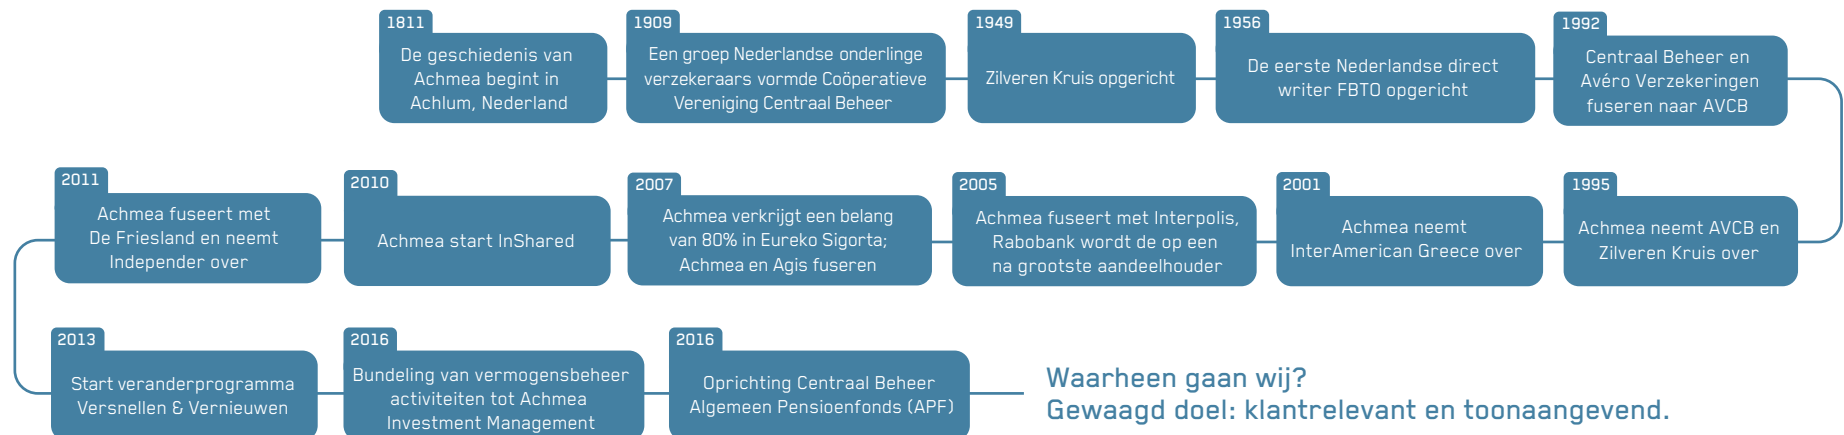 1811
De geschiedenis van
Achmea begint in
Achlum, Nederland
1909
Een groep Nederlandse onderlinge
verzekeraars vormde Coöperatieve
Vereniging Centraal Beheer
1949
Zilveren Kruis opgericht
1956
De eerste Nederlandse direct
writer FBTO opgericht
1992
Centraal Beheer en
Avéro Verzekeringen
fuseren naar AVCB
1995
Achmea neemt AVCB en
Zilveren Kruis over
2001
Achmea neemt
InterAmerican Greece over
2005
Achmea fuseert met Interpolis,
Rabobank wordt de op een
na grootste aandeelhouder
2007
Achmea verkrijgt een belang
van 80% in Eureko Sigorta;
Achmea en Agis fuseren
2010
Achmea start InShared
2011
Achmea fuseert met
De Friesland en neemt
Independer over
2013
Start veranderprogramma
Versnellen & Vernieuwen
2016
Bundeling van vermogensbeheer
activiteiten tot Achmea
Investment Management
2016
Oprichting Centraal Beheer
Algemeen Pensioenfonds (APF)
Waarheen gaan wij?
Gewaagd doel: klantrelevant en toonaangevend.